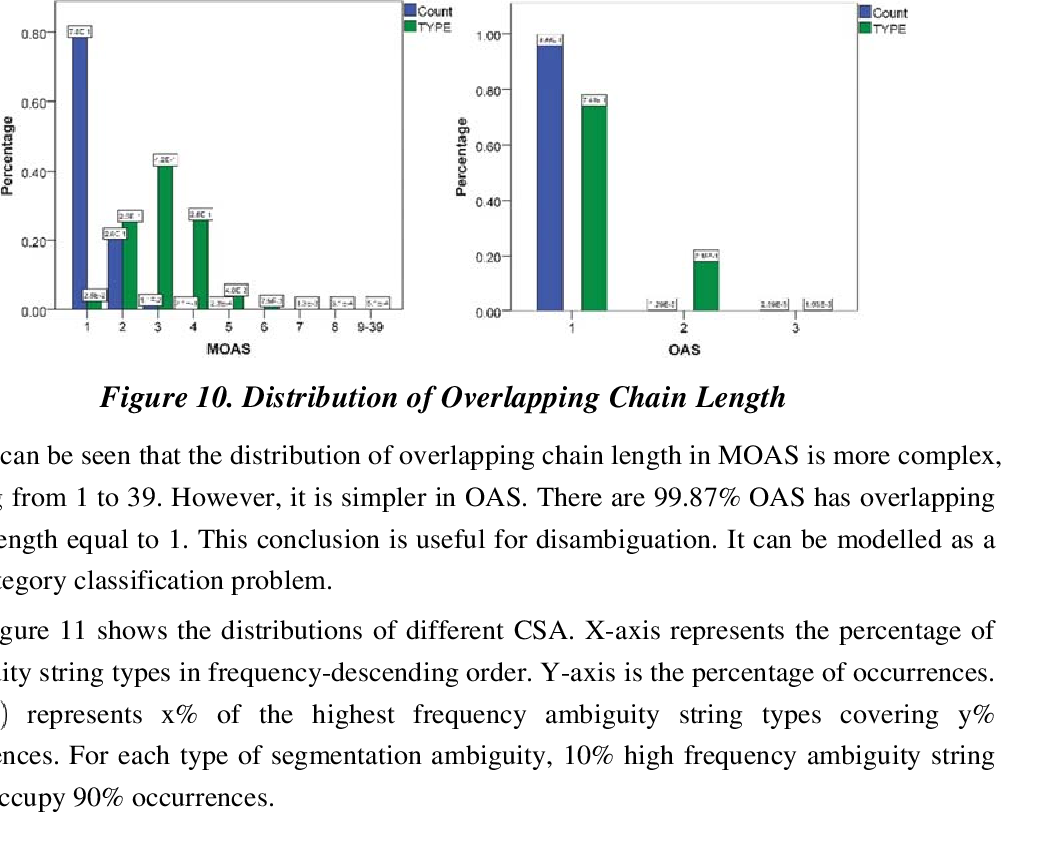 Count
TYPE
0.80
0.60
0.40
0.20
0.00
Percentage
1 2 3 4 5 6 7 8 9-39
MOAS
Count
TYPE
1.00
0.80
0.60
0.40
0.20
0.00
Percentage
1 2 3
OAS
Figure 10. Distribution of Overlapping Chain Length
can be seen that the distribution of overlapping chain length in MOAS is more complex,
g from 1 to 39. However, it is simpler in OAS. There are 99.87% OAS has overlapping
ength equal to 1. This conclusion is useful for disambiguation. It can be modelled as a
tegory classification problem.
gure 11 shows the distributions of different CSA. X-axis represents the percentage of
uity string types in frequency-descending order. Y-axis is the percentage of occurrences.
) represents x% of the highest frequency ambiguity string types covering y%
ences. For each type of segmentation ambiguity, 10% high frequency ambiguity string
ccupy 90% occurrences.